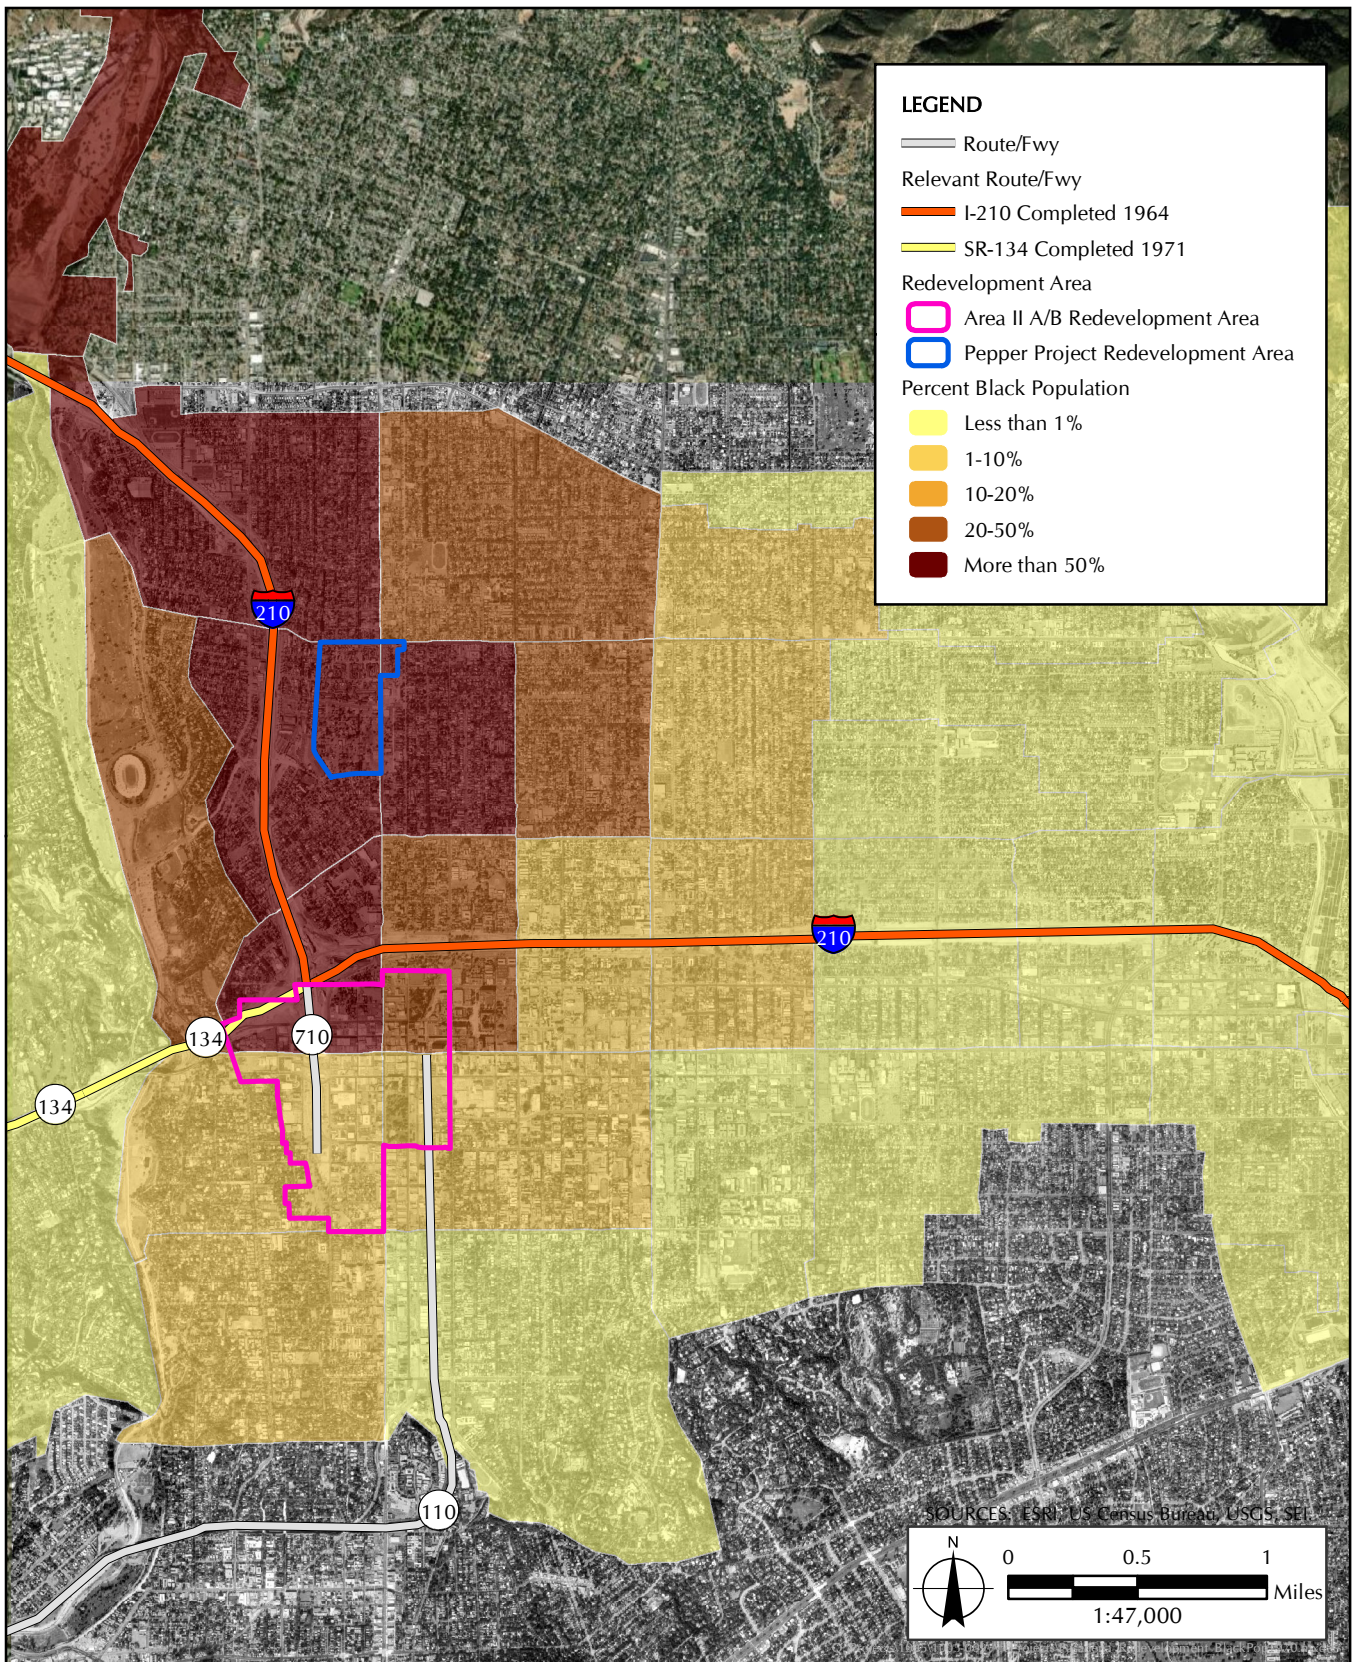 LEGEND
Route/Fwy
Relevant Route/Fwy
I-210 Completed 1964
SR-134 Completed 1971
Redevelopment Area
Area II A/B Redevelopment Area
Pepper Project Redevelopment Area
Percent Black Population
Less than 1%
1-10%
10-20%
20-50%
More than 50%
210
210
134
710
134
110
SOURCES: ESRI, US Census Bureau, USGS, SEI.
N
0 0.5 1
Miles
1:47,000